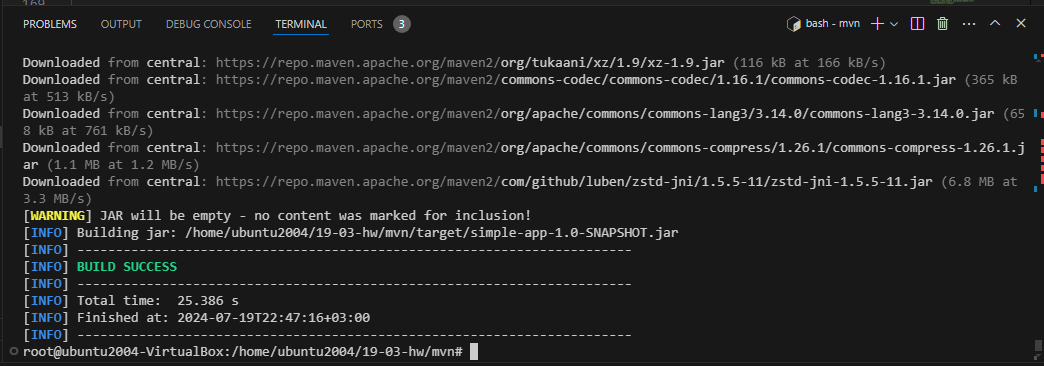 169
PROBLEMS OUTPUT DEBUG CONSOLE TERMINAL PORTS 3 bash - mvn
Downloaded from central: https://repo.maven.apache.org/maven2/org/tukaani/xz/1.9/xz-1.9.jar (116 kB at 166 kB/s)
Downloaded from central: https://repo.maven.apache.org/maven2/commons-codec/commons-codec/1.16.1/commons-codec-1.16.1.jar (365 kB
at 513 kB/s)
Downloaded from central: https://repo.maven.apache.org/maven2/org/apache/commons/commons-lang3/3.14.0/commons-lang3-3.14.0.jar (65
8 kB at 761 kB/s)
Downloaded from central: https://repo.maven.apache.org/maven2/org/apache/commons/commons-compress/1.26.1/commons-compress-1.26.1.j
ar (1.1 MB at 1.2 MB/s)
Downloaded from central: https://repo.maven.apache.org/maven2/com/github/luben/zstd-jni/1.5.5-11/zstd-jni-1.5.5-11.jar (6.8 MB at
3.3 MB/s)
[WARNING] JAR will be empty - no content was marked for inclusion!
[INFO] Building jar: /home/ubuntu2004/19-03-hw/mvn/target/simple-app-1.0-SNAPSHOT.jar
[INFO] ------------------------------------------------------------------------
[INFO] BUILD SUCCESS
[INFO] ------------------------------------------------------------------------
[INFO] Total time:  25.386 s
[INFO] Finished at: 2024-07-19T22:47:16+03:00
[INFO] ------------------------------------------------------------------------
root@ubuntu2004-VirtualBox:/home/ubuntu2004/19-03-hw/mvn#